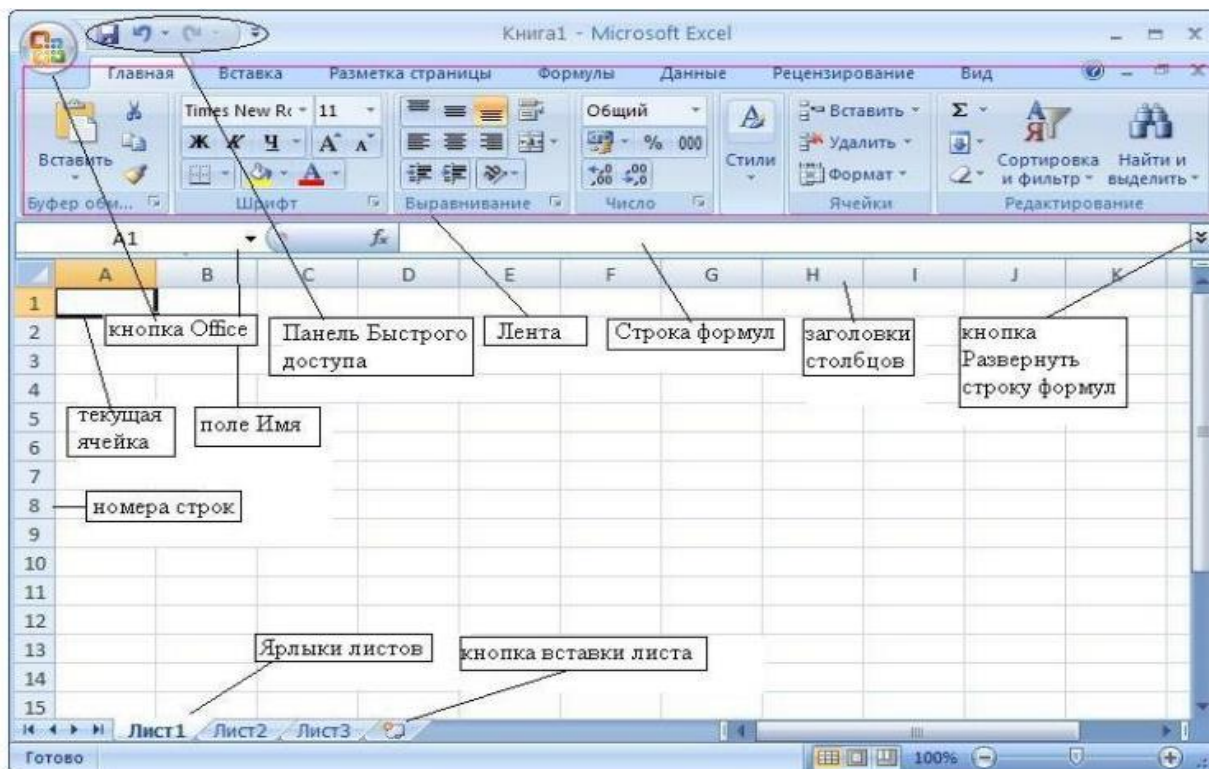 Книга1 - Microsoft Excel
Главная Вставка Разметка страницы Формулы Данные Рецензирование Вид
Times New Rc 11 Общий Вставить Σ
Ж К Ч А А % 000 А Удалить А Я
Вставить Стили Формат Сортировка и фильтр Найти и выделить
Буфер обм... Шрифт Выравнивание Число Ячейки Редактирование
A1 fx
A B C D E F G H I J K
1
2 кнопка Office Панель Быстрого доступа Лента Строка формул заголовки столбцов кнопка Развернуть строку формул
3
4
5 текущая ячейка поле Имя
6
7
8 номера строк
9
10
11
12
13 Ярлыки листов кнопка вставки листа
14
15
Лист1 Лист2 Лист3
Готово 100%